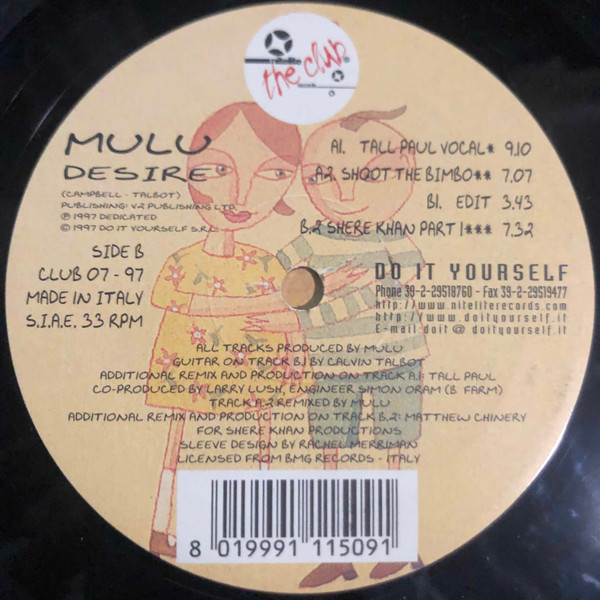 nitelite
the club
records
MULU
DESIRE
(CAMPBELL - TALBOT)
PUBLISHING: V2 PUBLISHING LTD.
℗ 1997 DEDICATED
© 1997 DO IT YOURSELF S.R.L.
SIDE B
CLUB 07 - 97
MADE IN ITALY
S.I.A.E. 33 RPM
A1. TALL PAUL VOCAL* 9.10
A2. SHOOT THE BIMBO** 7.07
B1. EDIT 3.43
B.2 SHERE KHAN PART 1*** 7.32
DO IT YOURSELF
Phone 39-2-29518760 - Fax 39-2-29519477
http://www.niteliterecords.com
http://www.doityourself.it
E-mail doit@doityourself.it
ALL TRACKS PRODUCED BY MULU
GUITAR ON TRACK B.1 BY CALVIN TALBOT
ADDITIONAL REMIX AND PRODUCTION ON TRACK A.1: TALL PAUL
CO-PRODUCED BY LARRY LUSH, ENGINEER SIMON ORAM (B. FARM)
TRACK A.2 REMIXED BY MULU
ADDITIONAL REMIX AND PRODUCTION ON TRACK B.2: MATTHEW CHINERY
FOR SHERE KHAN PRODUCTIONS
SLEEVE DESIGN BY RACHEL MERRIMAN
LICENSED FROM BMG RECORDS - ITALY
8 019991 115091